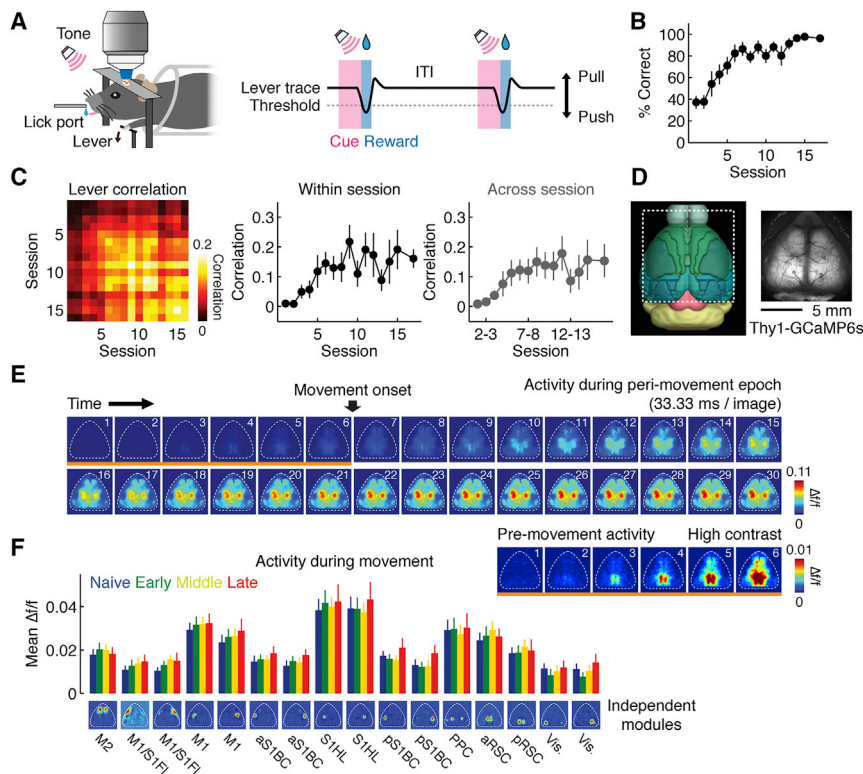 A
Tone
Lick port
Lever
ITI
Lever trace
Threshold
Pull
Push
Cue Reward
B
% Correct
100
80
60
40
20
0
5 10 15
Session
C
Lever correlation
Session
5
10
15
5 10 15
Session
0.2
Correlation
0
Within session
Correlation
0.3
0.2
0.1
0
5 10 15
Session
Across session
Correlation
0.3
0.2
0.1
0
2-3 7-8 12-13
Session
D
5 mm
Thy1-GCaMP6s
E
Time
Movement onset
Activity during peri-movement epoch
(33.33 ms / image)
1 2 3 4 5 6 7 8 9 10 11 12 13 14 15
16 17 18 19 20 21 22 23 24 25 26 27 28 29 30
0.11
Δf/f
0
Pre-movement activity High contrast
1 2 3 4 5 6
0.01
Δf/f
0
F
Activity during movement
Naive Early Middle Late
Mean Δf/f
0.04
0.02
0
Independent
modules
M2 M1/S1Fl M1/S1Fl M1 M1 aS1BC aS1BC S1HL S1HL pS1BC pS1BC PPC aRSC pRSC Vis. Vis.